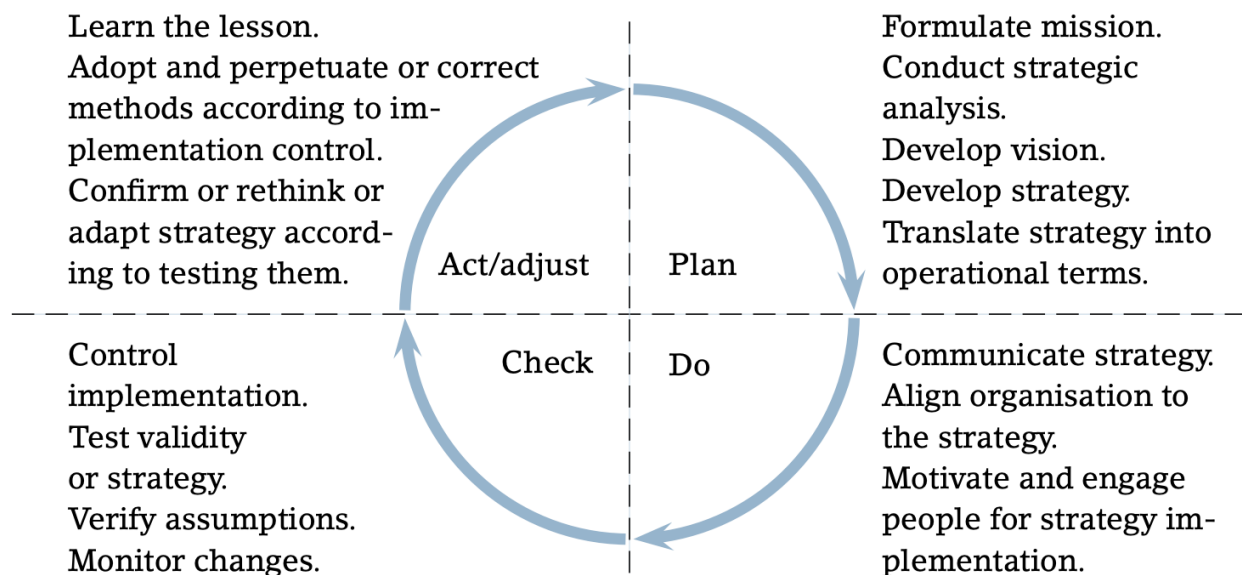 Learn the lesson.
Adopt and perpetuate or correct
methods according to im-
plementation control.
Confirm or rethink or
adapt strategy accord-
ing to testing them.
Act/adjust
Formulate mission.
Conduct strategic
analysis.
Develop vision.
Develop strategy.
Translate strategy into
operational terms.
Plan
Control
implementation.
Test validity
or strategy.
Verify assumptions.
Monitor changes.
Check
Do
Communicate strategy.
Align organisation to
the strategy.
Motivate and engage
people for strategy im-
plementation.